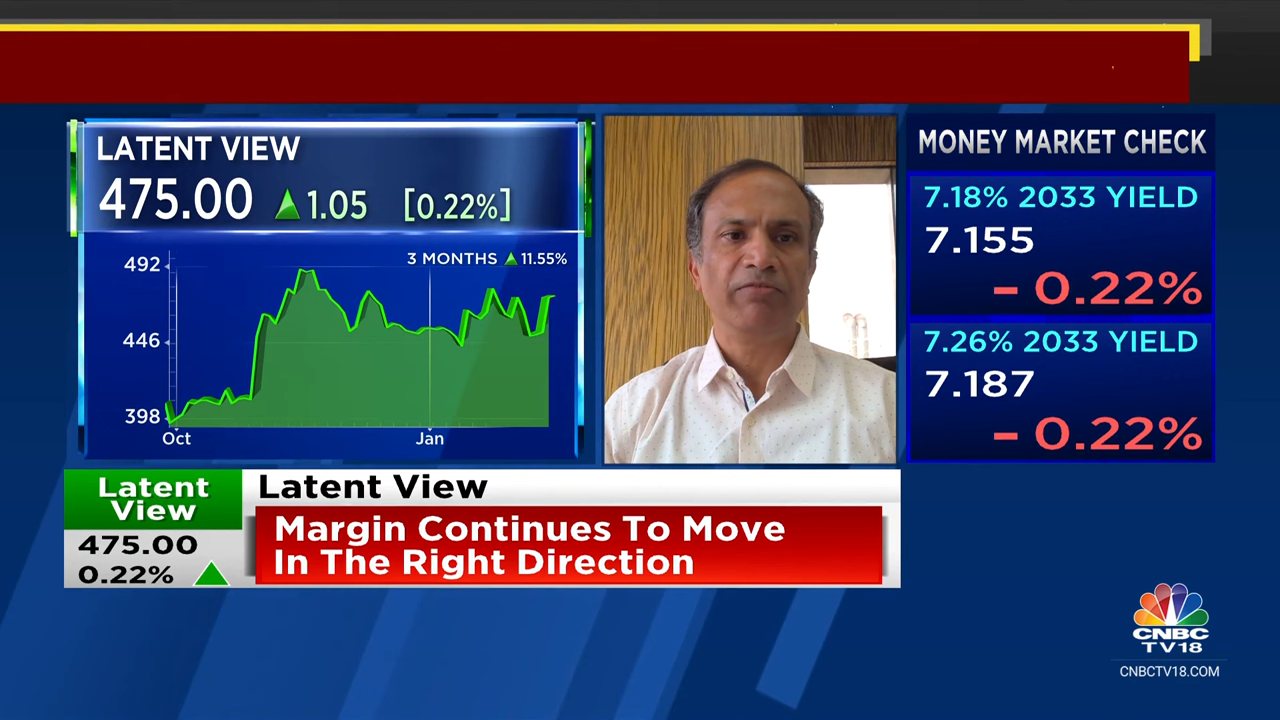 LATENT VIEW
475.00 ▲ 1.05 [0.22%]
3 MONTHS ▲ 11.55%
492
446
398
Oct Jan
MONEY MARKET CHECK
7.18% 2033 YIELD
7.155
- 0.22%
7.26% 2033 YIELD
7.187
- 0.22%
Latent
View
475.00
0.22% ▲
Latent View
Margin Continues To Move
In The Right Direction
CNBC
TV18
CNBCTV18.COM